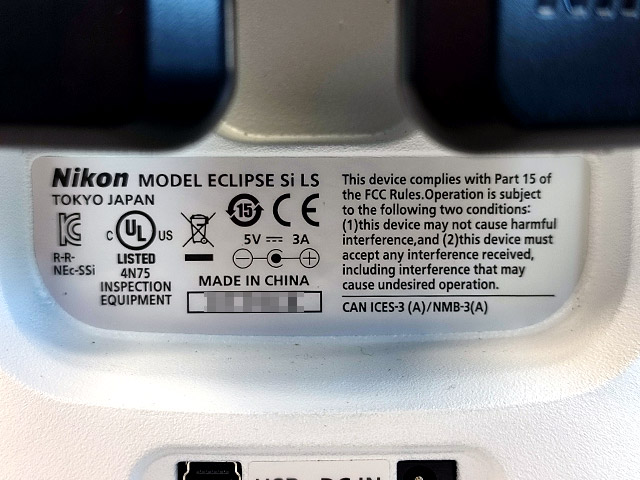 Nikon MODEL ECLIPSE Si LS
TOKYO JAPAN
R-R-
NEc-SSi
C UL US
LISTED
4N75
INSPECTION
EQUIPMENT
15
CE
5V ⎓ 3A
MADE IN CHINA
This device complies with Part 15 of
the FCC Rules.Operation is subject
to the following two conditions:
(1)this device may not cause harmful
interference,and (2)this device must
accept any interference received,
including interference that may
cause undesired operation.
CAN ICES-3 (A)/NMB-3(A)
DC IN